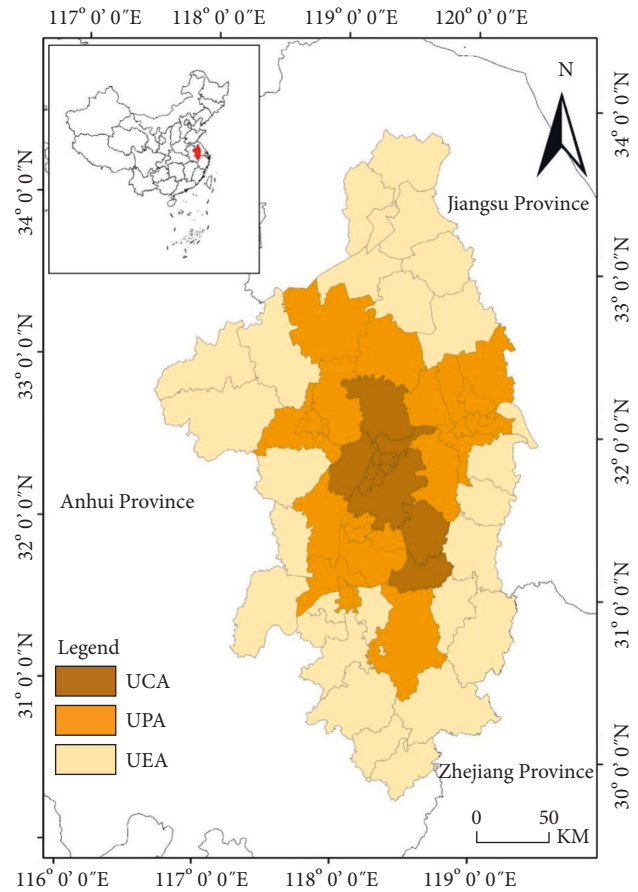 117° 0′ 0″E 118° 0′ 0″E 119° 0′ 0″E 120° 0′ 0″E
N
34° 0′ 0″N
34° 0′ 0″N
Jiangsu Province
33° 0′ 0″N
33° 0′ 0″N
32° 0′ 0″N
Anhui Province
32° 0′ 0″N
31° 0′ 0″N
Legend
31° 0′ 0″N
UCA
UPA
UEA
Zhejiang Province
30° 0′ 0″N
0 50
KM
116° 0′ 0″E 117° 0′ 0″E 118° 0′ 0″E 119° 0′ 0″E